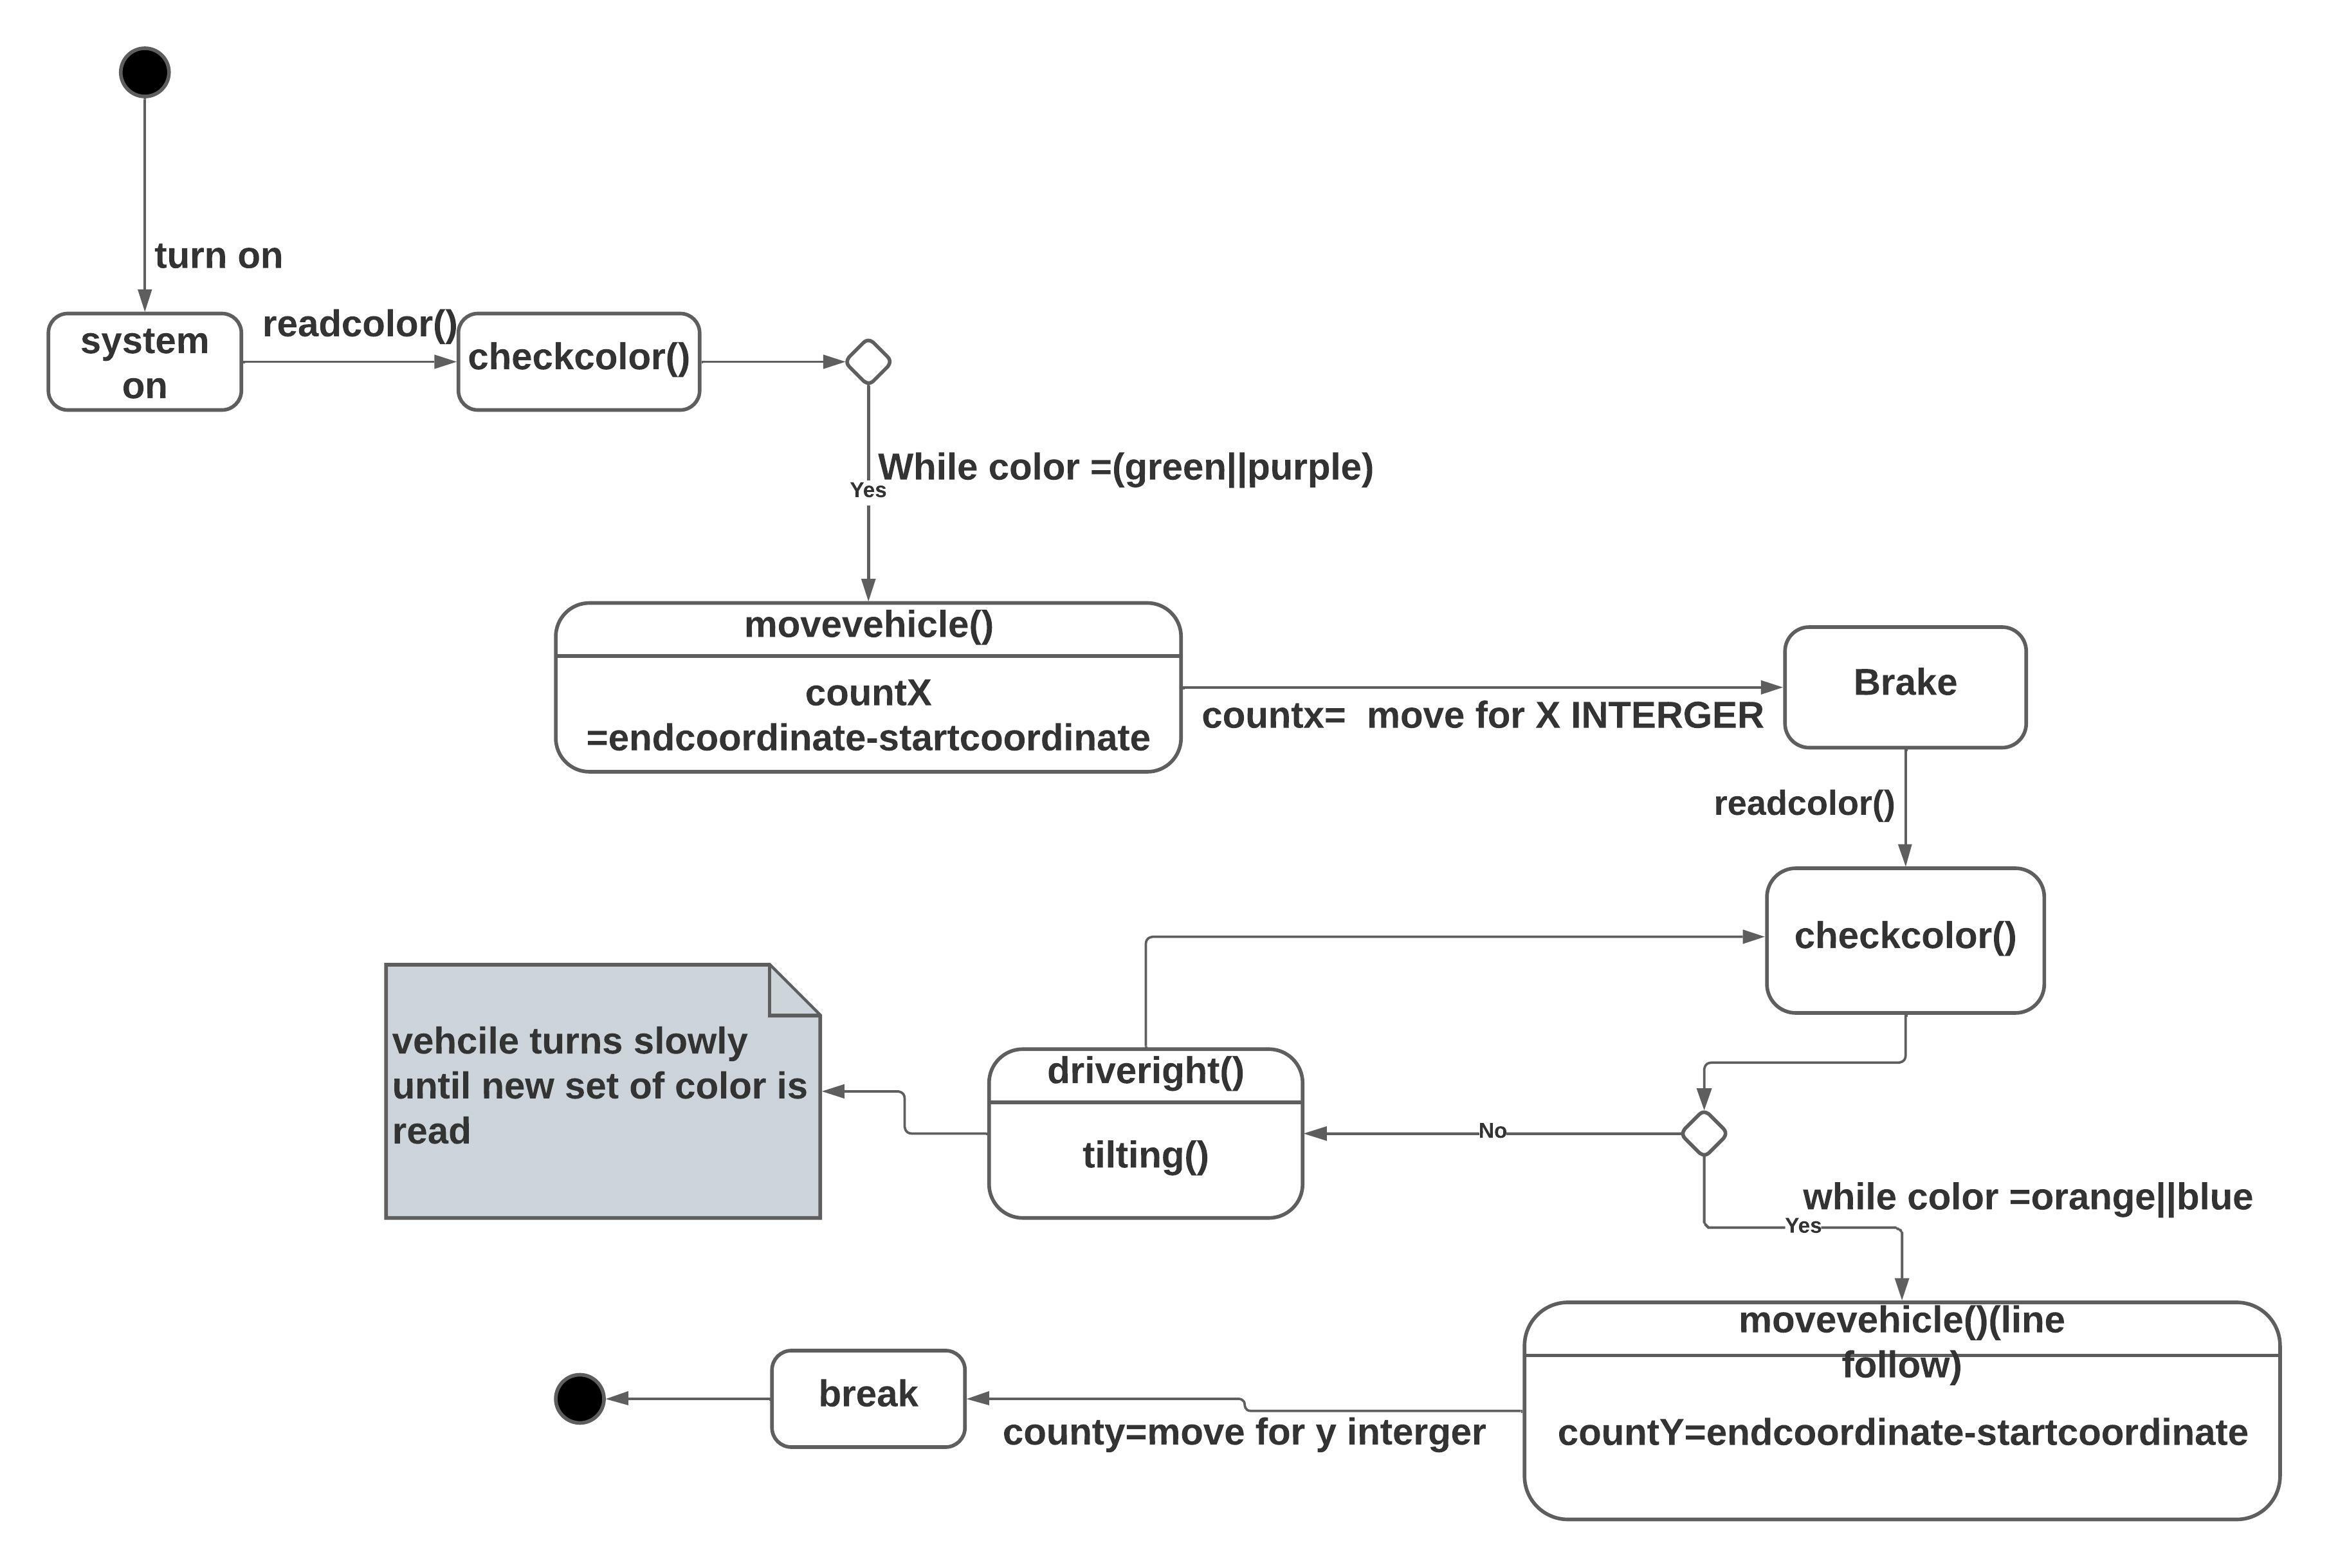 turn on
system
on
readcolor()
checkcolor()
While color =(green||purple)
Yes
movevehicle()
countX
=endcoordinate-startcoordinate
countx=  move for X INTERGER
Brake
readcolor()
checkcolor()
No
driveright()
tilting()
vehcile turns slowly
until new set of color is
read
while color =orange||blue
Yes
movevehicle()(line
follow)
countY=endcoordinate-startcoordinate
county=move for y interger
break